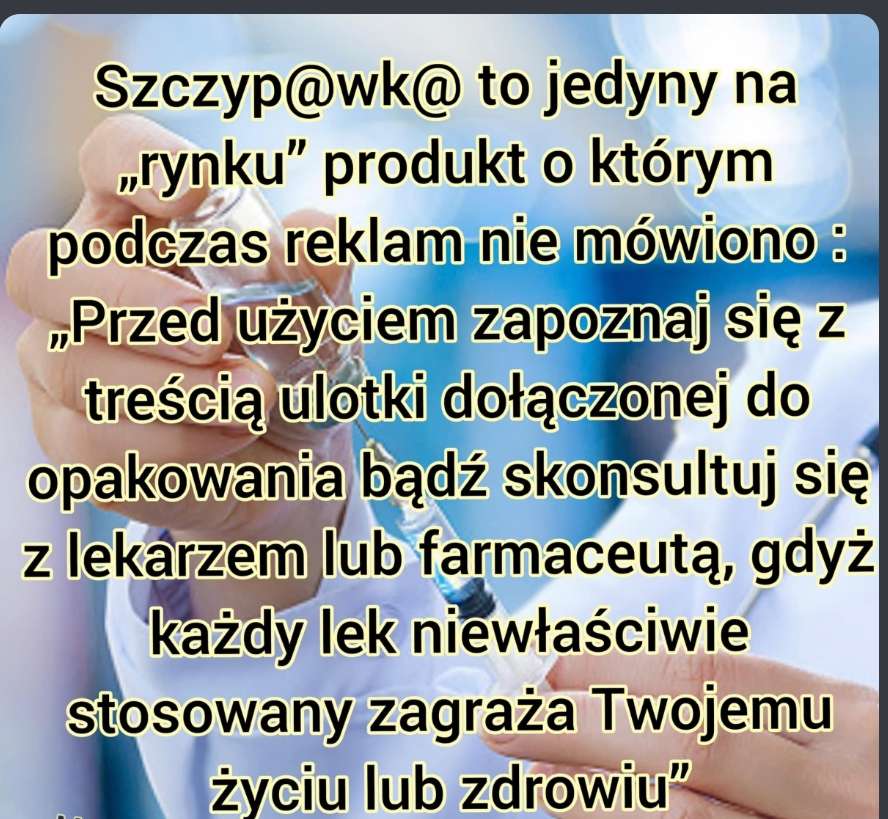 Szczyp@wk@ to jedyny na
„rynku” produkt o którym
podczas reklam nie mówiono :
„Przed użyciem zapoznaj się z
treścią ulotki dołączonej do
opakowania bądź skonsultuj się
z lekarzem lub farmaceutą, gdyż
każdy lek niewłaściwie
stosowany zagraża Twojemu
życiu lub zdrowiu”